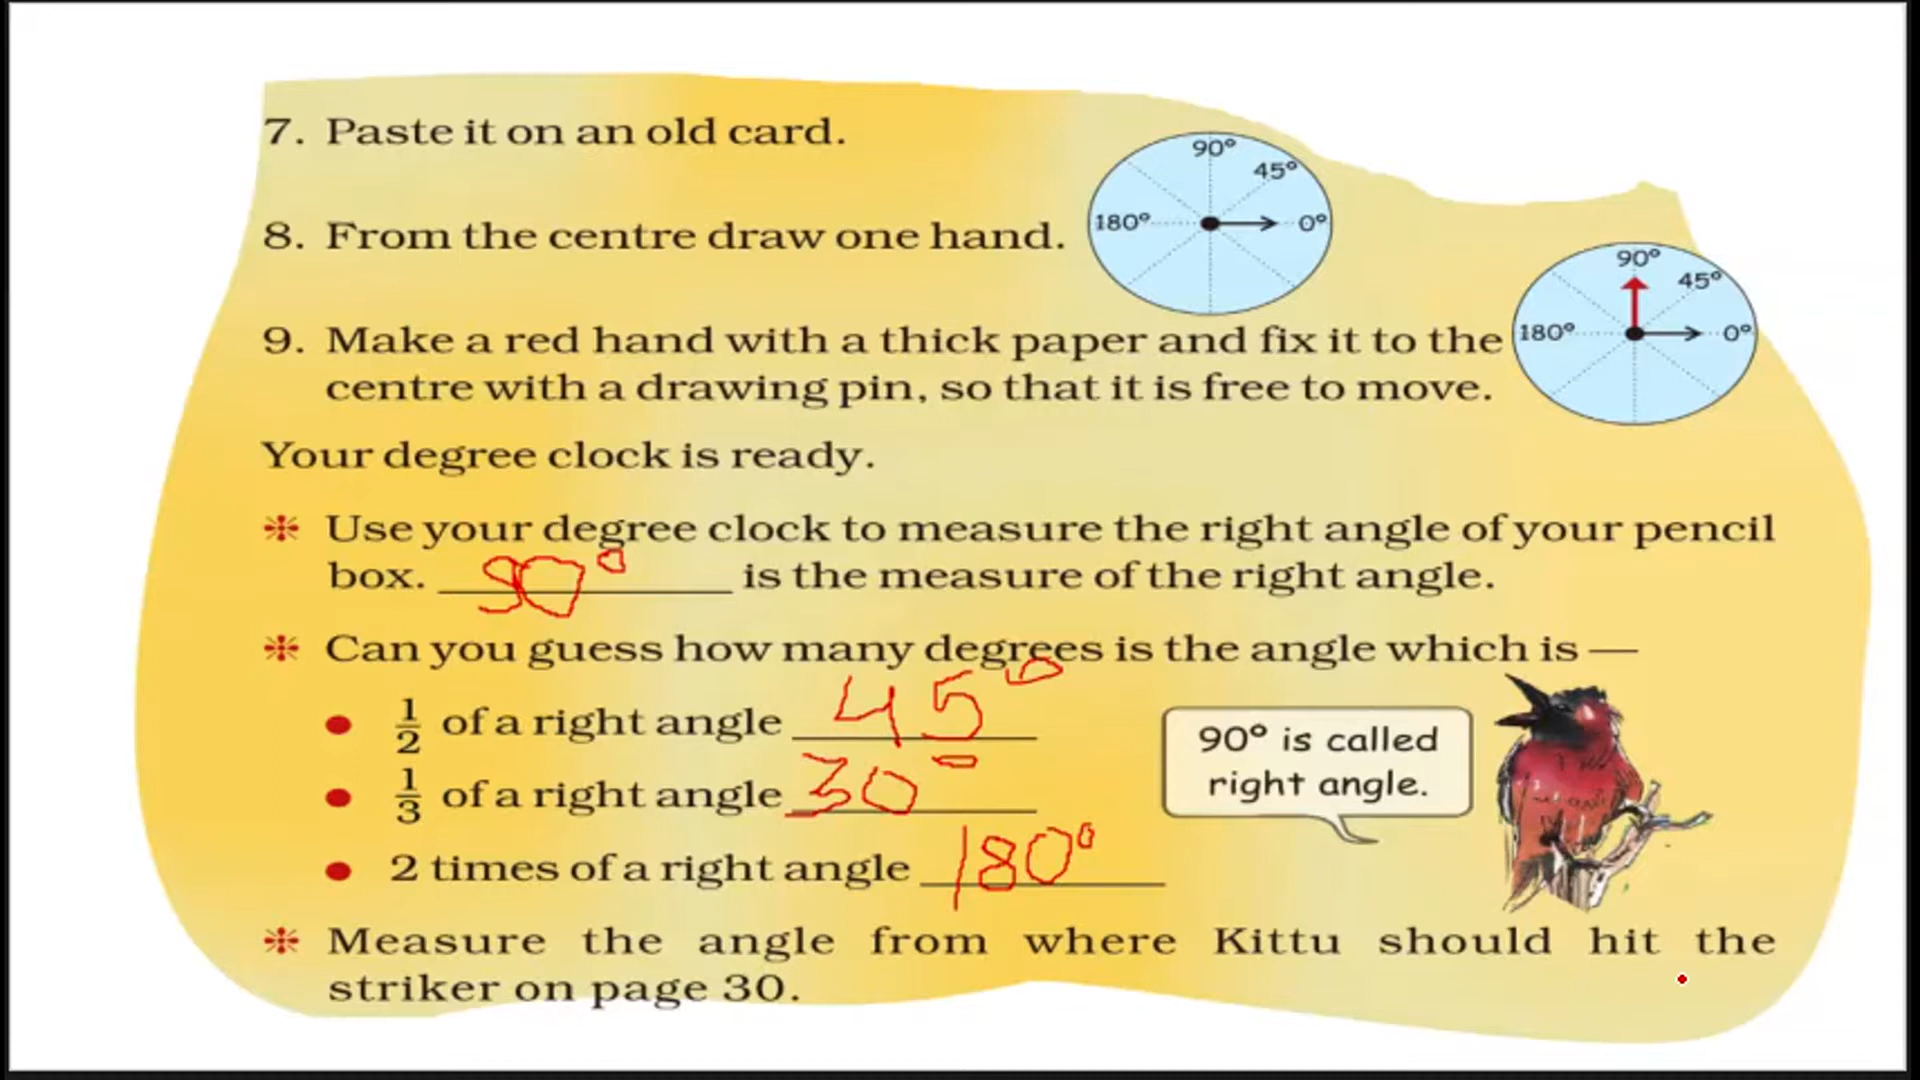 7. Paste it on an old card.
90° 45° 180° 0°
8. From the centre draw one hand.
90° 45° 180° 0°
9. Make a red hand with a thick paper and fix it to the
centre with a drawing pin, so that it is free to move.
Your degree clock is ready.
Use your degree clock to measure the right angle of your pencil
box. 90° is the measure of the right angle.
Can you guess how many degrees is the angle which is —
1/2 of a right angle 45°
1/3 of a right angle 30°
2 times of a right angle 180°
90° is called
right angle.
Measure the angle from where Kittu should hit the
striker on page 30.